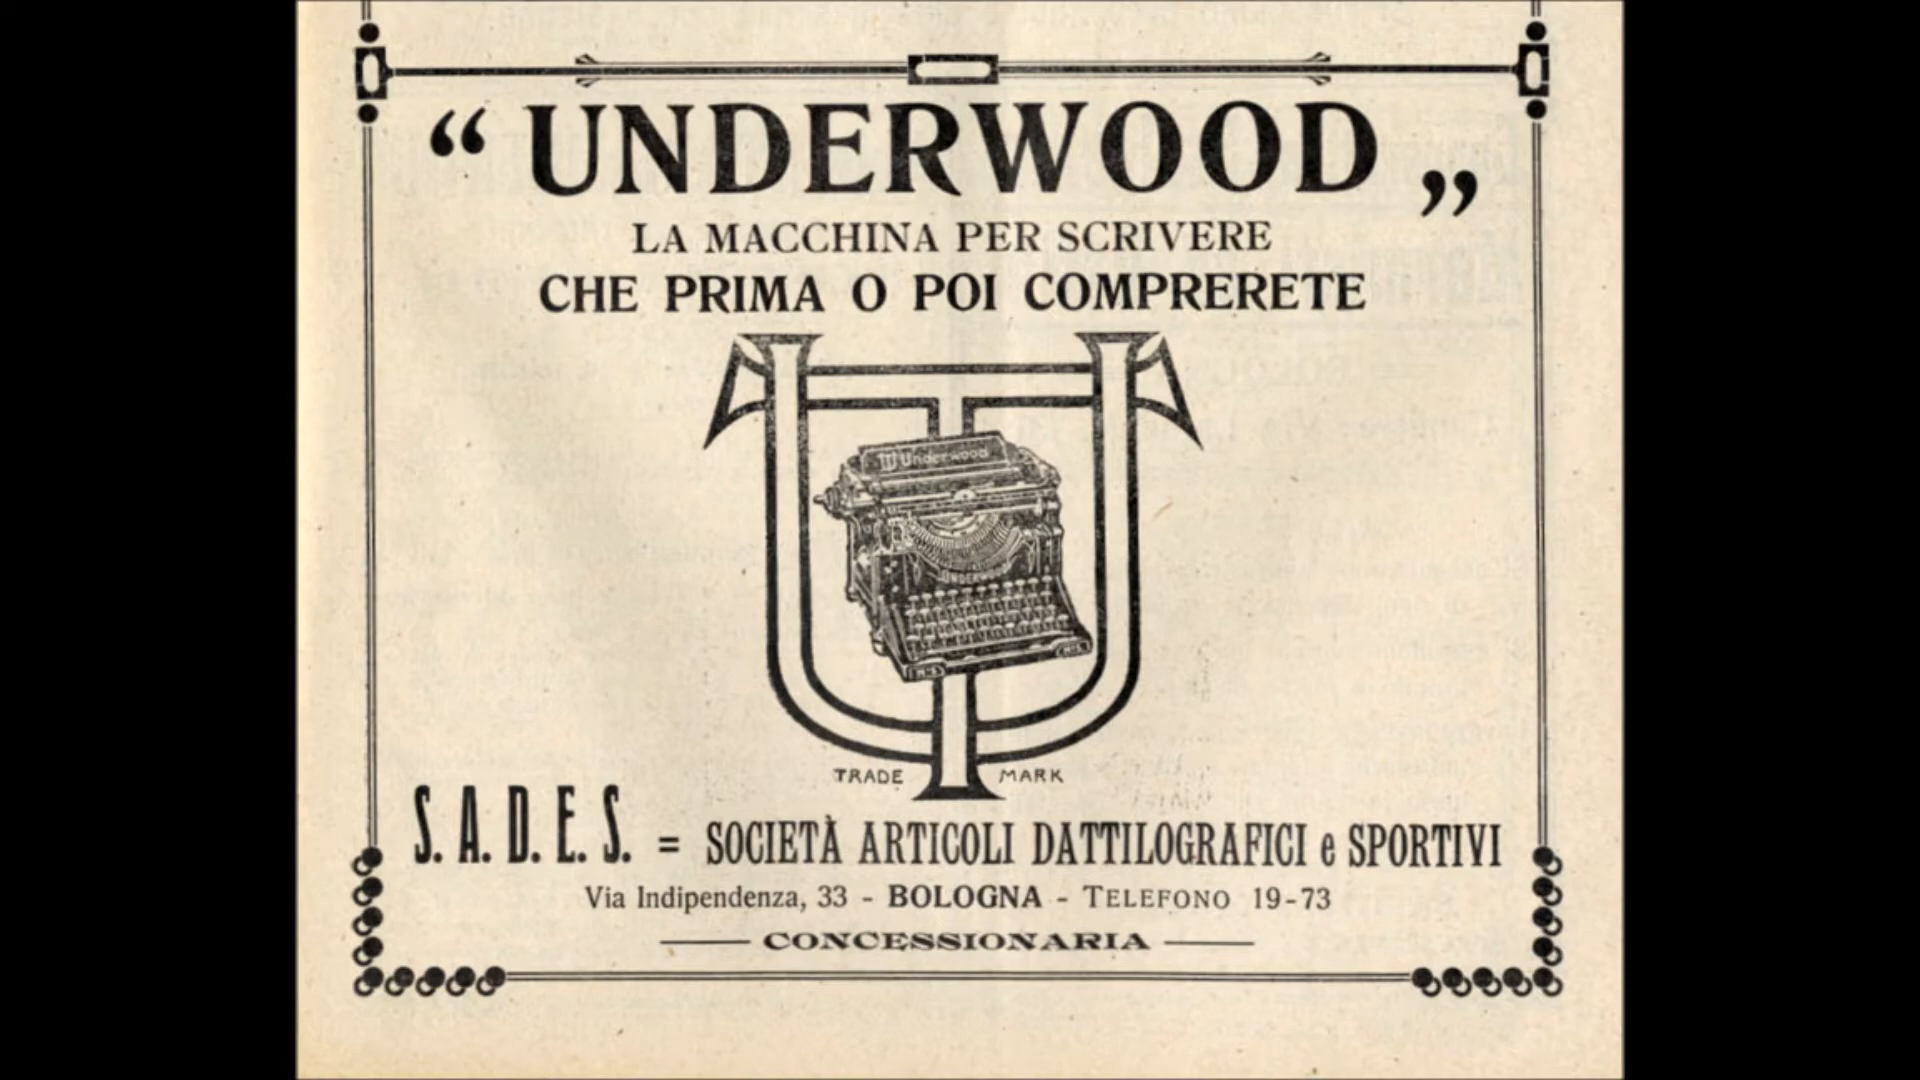 “ UNDERWOOD „
LA MACCHINA PER SCRIVERE
CHE PRIMA O POI COMPRERETE
Underwood
UNDERWOOD
TRADE MARK
S. A. D. E. S. = SOCIETÀ ARTICOLI DATTILOGRAFICI e SPORTIVI
Via Indipendenza, 33 - BOLOGNA - TELEFONO 19-73
CONCESSIONARIA